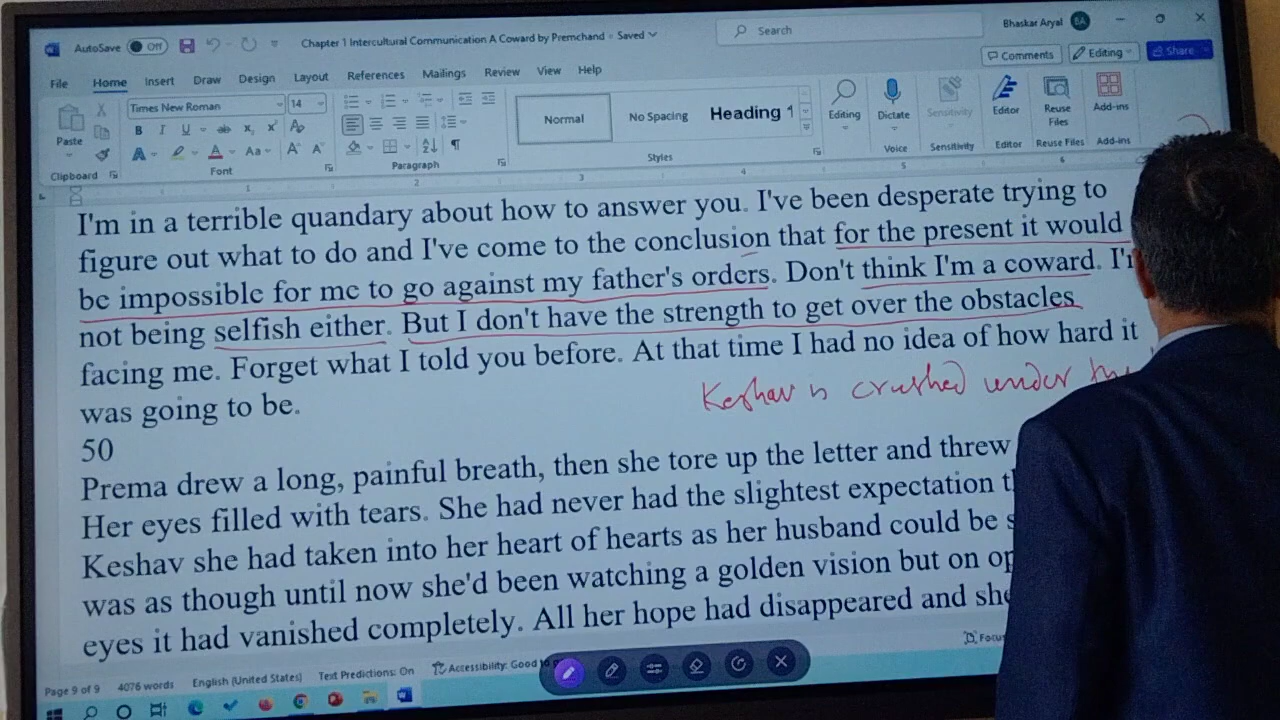 AutoSave Off
Chapter 1 Intercultural Communication A Coward by Premchand - Saved
Search
Bhaskar Aryal BA
File Home Insert Draw Design Layout References Mailings Review View Help
Comments Editing Share
Times New Roman 14
Paste
Normal No Spacing Heading 1
Editing Dictate Sensitivity Editor Reuse Files Add-ins
Clipboard Font Paragraph Styles Voice Sensitivity Editor Reuse Files Add-ins
I'm in a terrible quandary about how to answer you. I've been desperate trying to
figure out what to do and I've come to the conclusion that for the present it would
be impossible for me to go against my father's orders. Don't think I'm a coward.
not being selfish either. But I don't have the strength to get over the obstacles
facing me. Forget what I told you before. At that time I had no idea of how hard it
was going to be.
Keshav is crushed under
50
Prema drew a long, painful breath, then she tore up the letter and threw
Her eyes filled with tears. She had never had the slightest expectation
Keshav she had taken into her heart of hearts as her husband could be
was as though until now she'd been watching a golden vision but on
eyes it had vanished completely. All her hope had disappeared and she
Page 9 of 9 4076 words English (United States) Text Predictions: On Accessibility: Good Focus